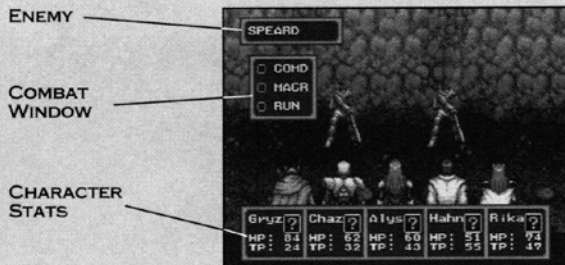 ENEMY
SPEARD
COMBAT
WINDOW
COMD
MACR
RUN
CHARACTER
STATS
Gryz ? Chaz ? Alys ? Hahn ? Rika ?
HP: 84 HP: 62 HP: 60 HP: 51 HP: 74
TP: 24 TP: 32 TP: 43 TP: 55 TP: 47